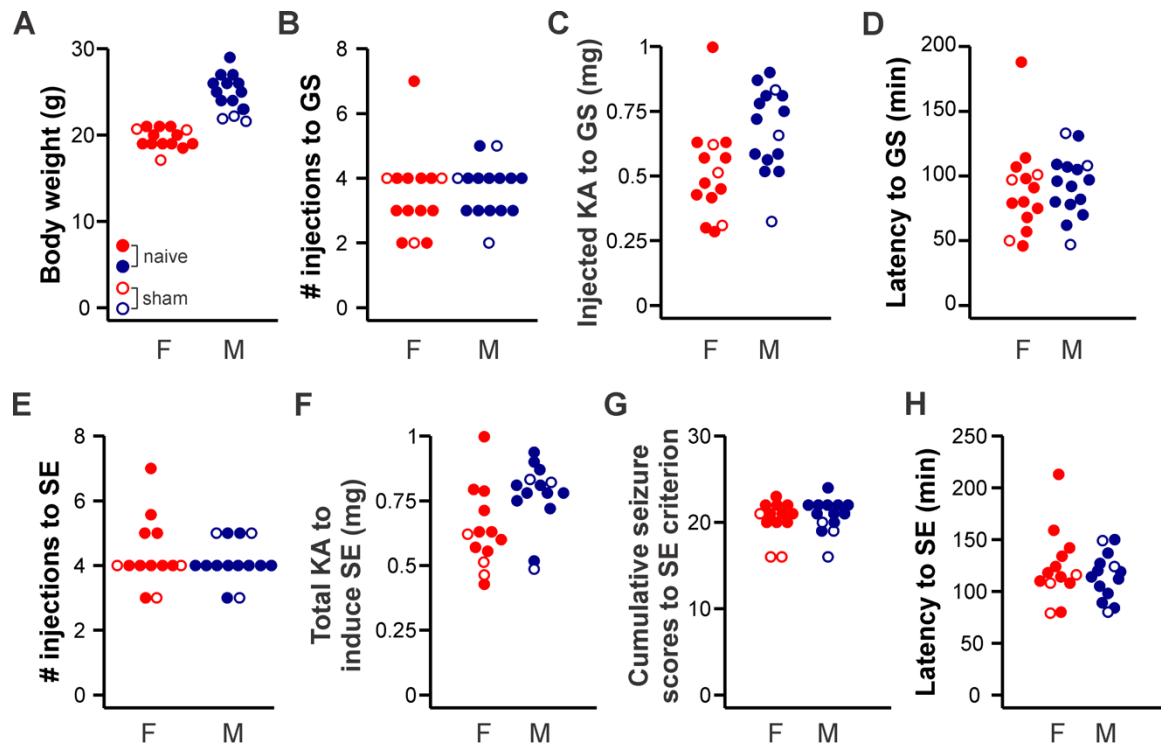 A
Body weight (g)
30
20
10
0
naive
sham
F M
B
# injections to GS
8
6
4
2
0
F M
C
Injected KA to GS (mg)
1
0.75
0.5
0.25
0
F M
D
Latency to GS (min)
200
150
100
50
0
F M
E
# injections to SE
8
6
4
2
0
F M
F
Total KA to
induce SE (mg)
1
0.75
0.5
0.25
0
F M
G
Cumulative seizure
scores to SE criterion
30
20
10
0
F M
H
Latency to SE (min)
250
200
150
100
50
0
F M